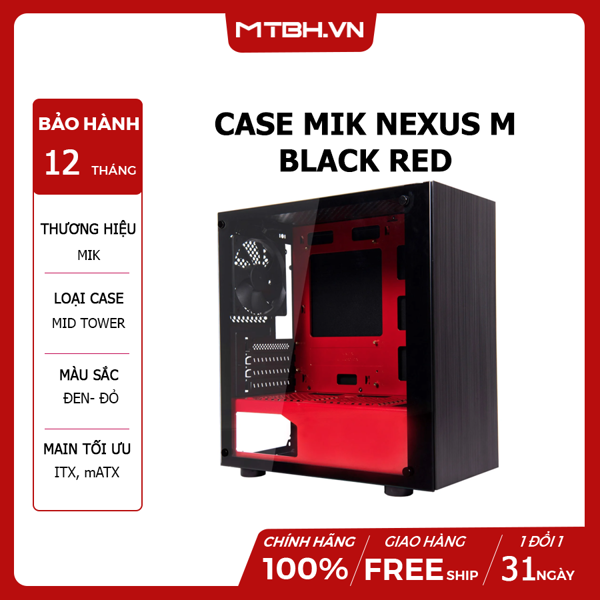 MTBH.VN
BẢO HÀNH
12 THÁNG
THƯƠNG HIỆU
MIK
LOẠI CASE
MID TOWER
MÀU SẮC
ĐEN- ĐỎ
MAIN TỐI ƯU
ITX, mATX
CASE MIK NEXUS M
BLACK RED
CHÍNH HÃNG
100%
GIAO HÀNG
FREE SHIP
1 ĐỔI 1
31 NGÀY